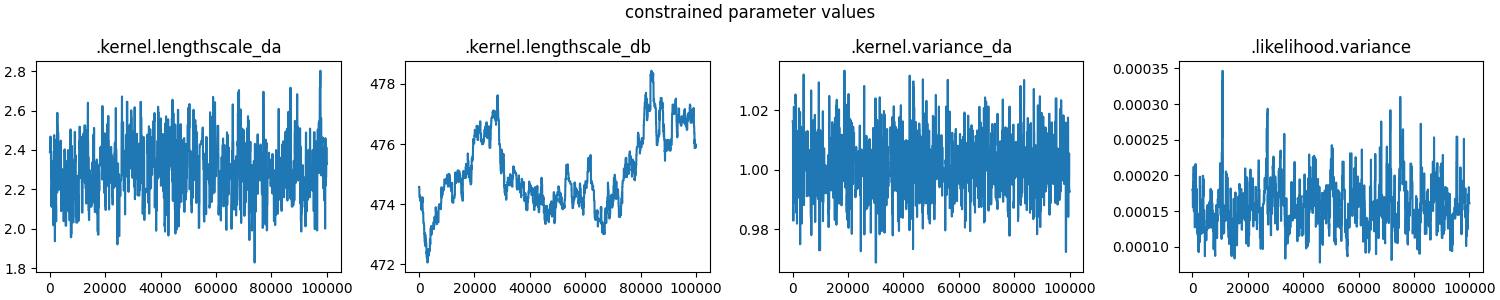 constrained parameter values
.kernel.lengthscale_da
.kernel.lengthscale_db
.kernel.variance_da
.likelihood.variance
2.8
2.6
2.4
2.2
2.0
1.8
0 20000 40000 60000 80000 100000
478
476
474
472
0 20000 40000 60000 80000 100000
1.02
1.00
0.98
0 20000 40000 60000 80000 100000
0.00035
0.00030
0.00025
0.00020
0.00015
0.00010
0 20000 40000 60000 80000 100000